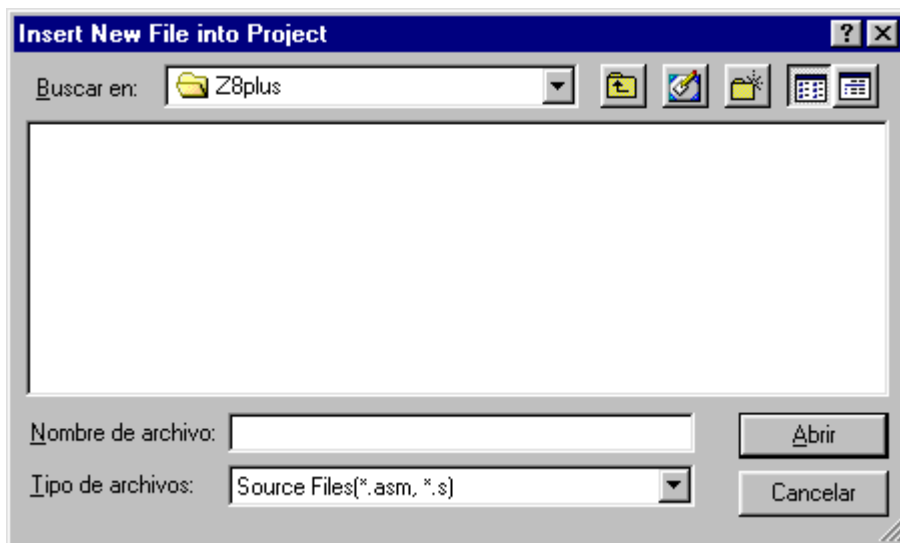 Insert New File into Project
Buscar en: Z8plus
Nombre de archivo: Abrir
Tipo de archivos: Source Files(*.asm, *.s) Cancelar